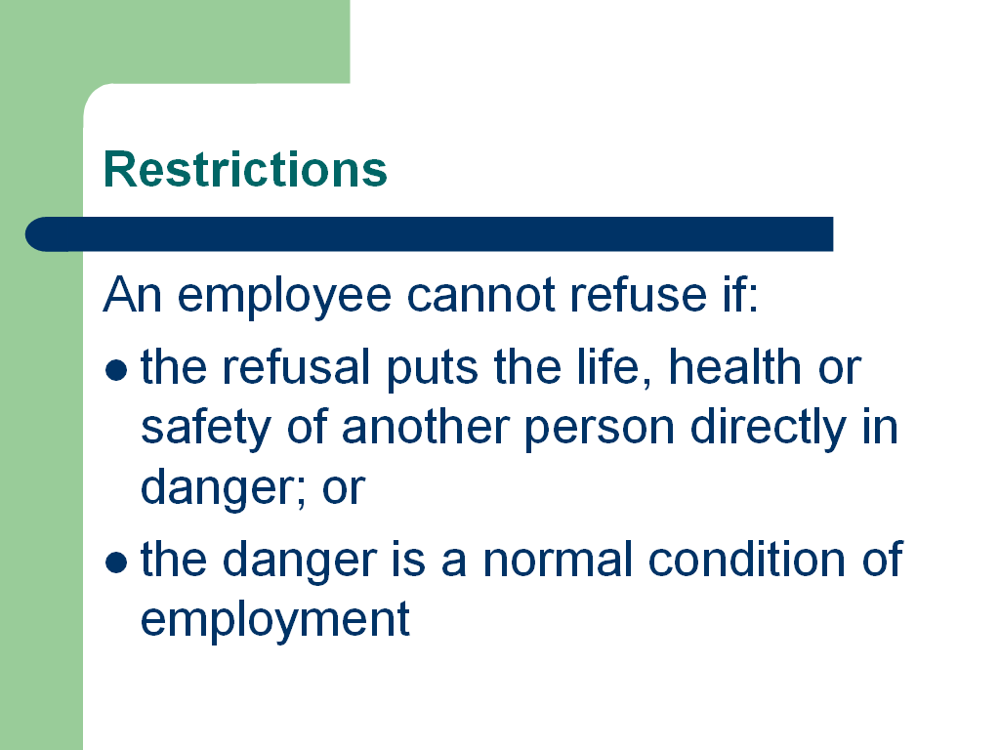 Restrictions
An employee cannot refuse if:
● the refusal puts the life, health or
safety of another person directly in
danger; or
● the danger is a normal condition of
employment